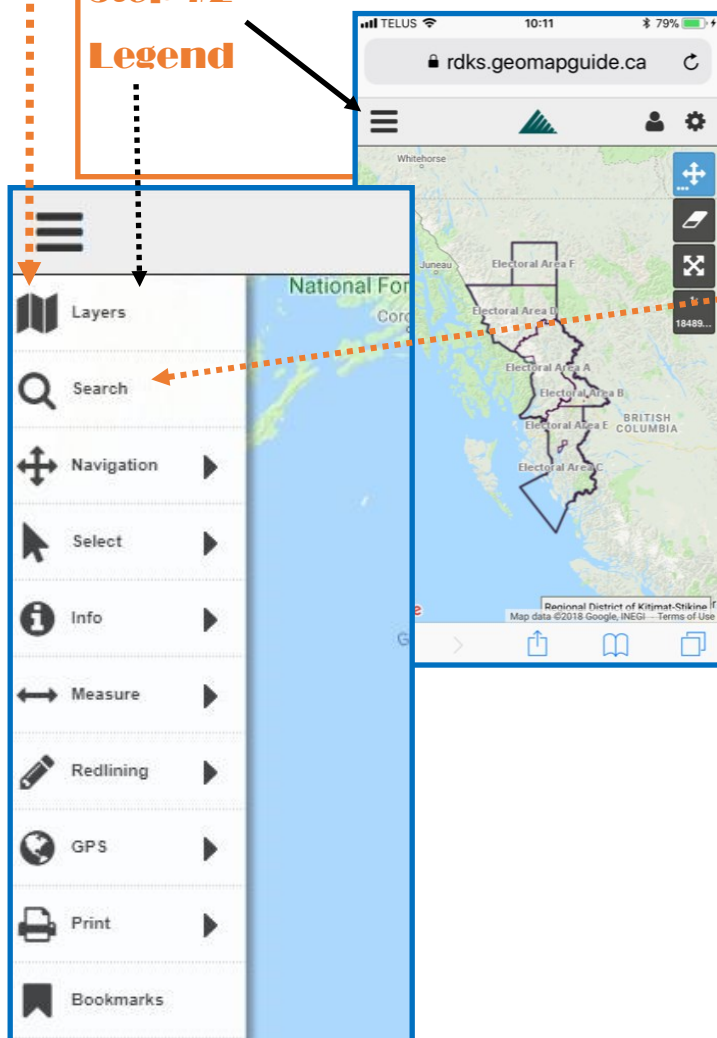 Legend
TELUS 10:11 79%
rdks.geomapguide.ca
Whitehorse
Juneau
Electoral Area F
Electoral Area D
Electoral Area A
Electoral Area B
Electoral Area E
BRITISH
COLUMBIA
Electoral Area C
18489...
Regional District of Kitimat-Stikine
Map data ©2018 Google, INEGI Terms of Use
National For
Layers
Search
Navigation
Select
Info
Measure
Redlining
GPS
Print
Bookmarks